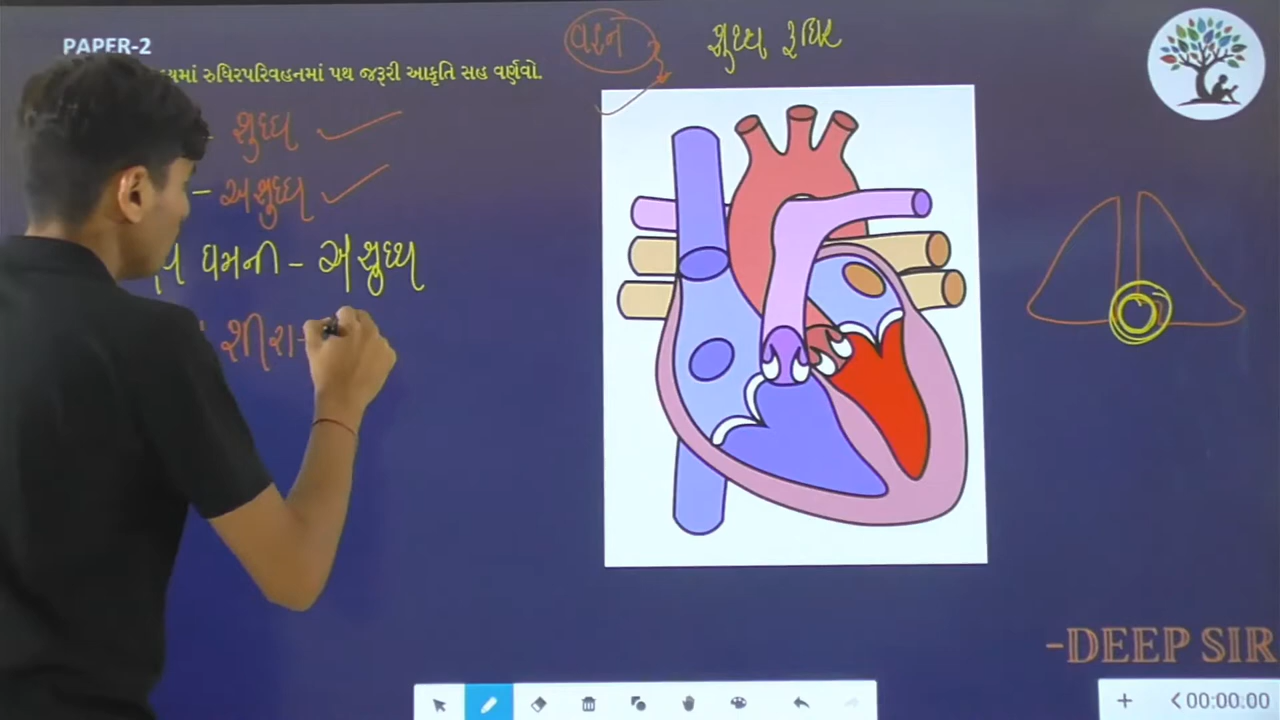 PAPER-2
રુધિરપરિવહનમાં પથ જરૂરી આકૃતિ સહ વર્ણવો.
વહન
શુધ્ધ રૂધિર
- શુધ્ધ
- અશુધ્ધ
ધમની - અશુધ્ધ
શીરા -
-DEEP SIR
00:00.00